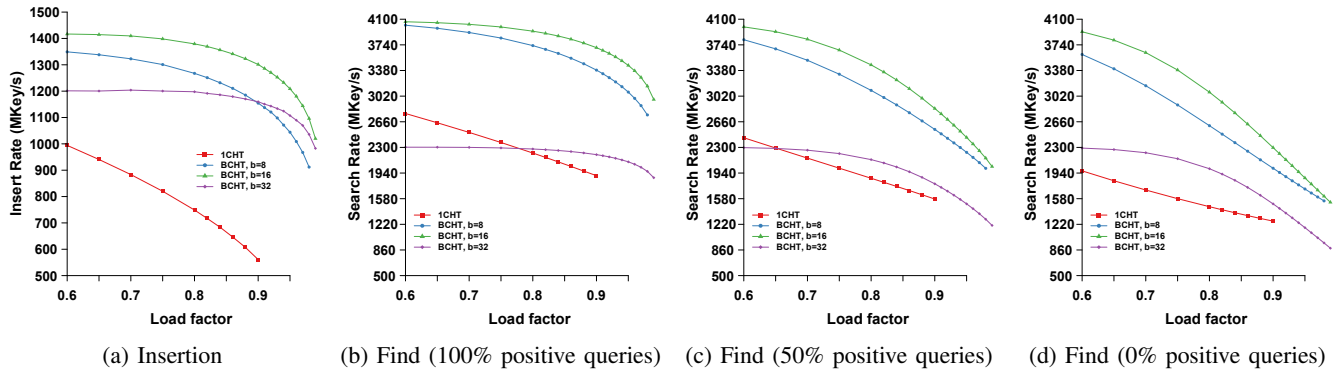 Insert Rate (MKey/s)
1500
1400
1300
1200
1100
1000
900
800
700
600
500
1CHT
BCHT, b=8
BCHT, b=16
BCHT, b=32
0.6
0.7
0.8
0.9
Load factor
(a) Insertion
Search Rate (MKey/s)
4100
3740
3380
3020
2660
2300
1940
1580
1220
860
500
1CHT
BCHT, b=8
BCHT, b=16
BCHT, b=32
0.6
0.7
0.8
0.9
Load factor
(b) Find (100% positive queries)
Search Rate (MKey/s)
4100
3740
3380
3020
2660
2300
1940
1580
1220
860
500
1CHT
BCHT, b=8
BCHT, b=16
BCHT, b=32
0.6
0.7
0.8
0.9
Load factor
(c) Find (50% positive queries)
Search Rate (MKey/s)
4100
3740
3380
3020
2660
2300
1940
1580
1220
860
500
1CHT
BCHT, b=8
BCHT, b=16
BCHT, b=32
0.6
0.7
0.8
0.9
Load factor
(d) Find (0% positive queries)